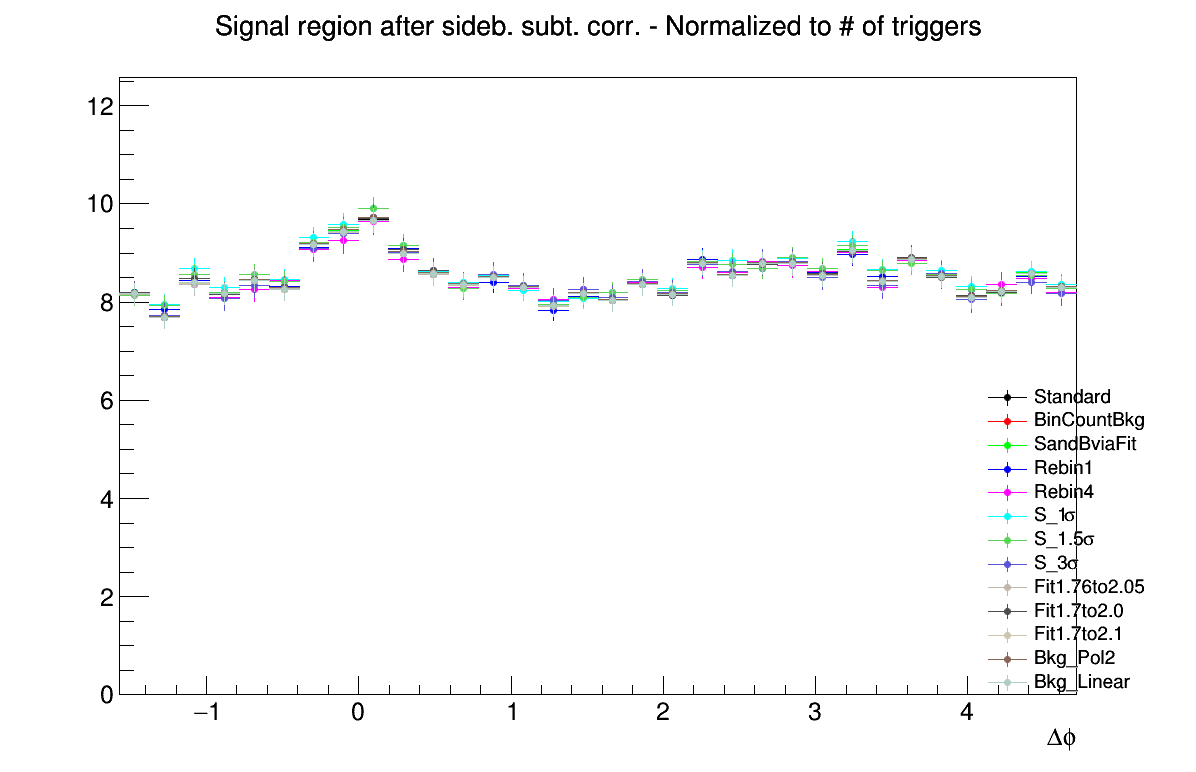 Signal region after sideb. subt. corr. - Normalized to # of triggers
12
10
8
6
4
2
0
Standard
BinCountBkg
SandBviaFit
Rebin1
Rebin4
S_1σ
S_1.5σ
S_3σ
Fit1.76to2.05
Fit1.7to2.0
Fit1.7to2.1
Bkg_Pol2
Bkg_Linear
−1 0 1 2 3 4
Δϕ